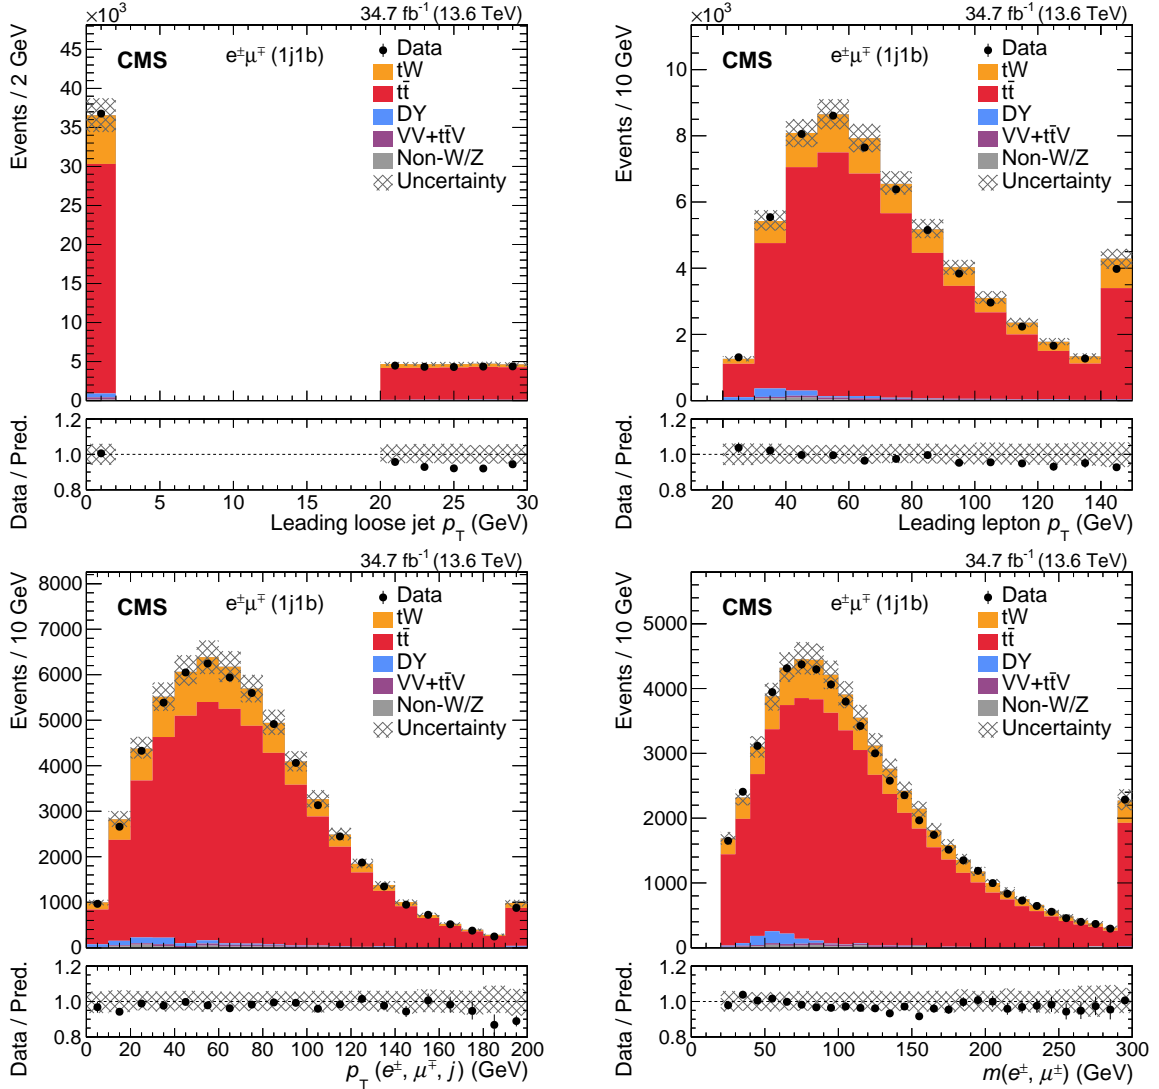 ×10³ 34.7 fb⁻¹ (13.6 TeV)
CMS e±μ∓ (1j1b)
Data
tW
tt̄
DY
VV+tt̄V
Non-W/Z
Uncertainty
Events / 2 GeV
45
40
35
30
25
20
15
10
5
0
Data / Pred.
1.2
1.0
0.8
0 5 10 15 20 25 30
Leading loose jet p_T (GeV)
×10³ 34.7 fb⁻¹ (13.6 TeV)
CMS e±μ∓ (1j1b)
Data
tW
tt̄
DY
VV+tt̄V
Non-W/Z
Uncertainty
Events / 10 GeV
10
8
6
4
2
0
Data / Pred.
1.2
1.0
0.8
20 40 60 80 100 120 140
Leading lepton p_T (GeV)
34.7 fb⁻¹ (13.6 TeV)
CMS e±μ∓ (1j1b)
Data
tW
tt̄
DY
VV+tt̄V
Non-W/Z
Uncertainty
Events / 10 GeV
8000
7000
6000
5000
4000
3000
2000
1000
0
Data / Pred.
1.2
1.0
0.8
0 20 40 60 80 100 120 140 160 180 200
p_T (e±, μ∓, j) (GeV)
34.7 fb⁻¹ (13.6 TeV)
CMS e±μ∓ (1j1b)
Data
tW
tt̄
DY
VV+tt̄V
Non-W/Z
Uncertainty
Events / 10 GeV
5000
4000
3000
2000
1000
0
Data / Pred.
1.2
1.0
0.8
0 50 100 150 200 250 300
m(e±, μ±) (GeV)